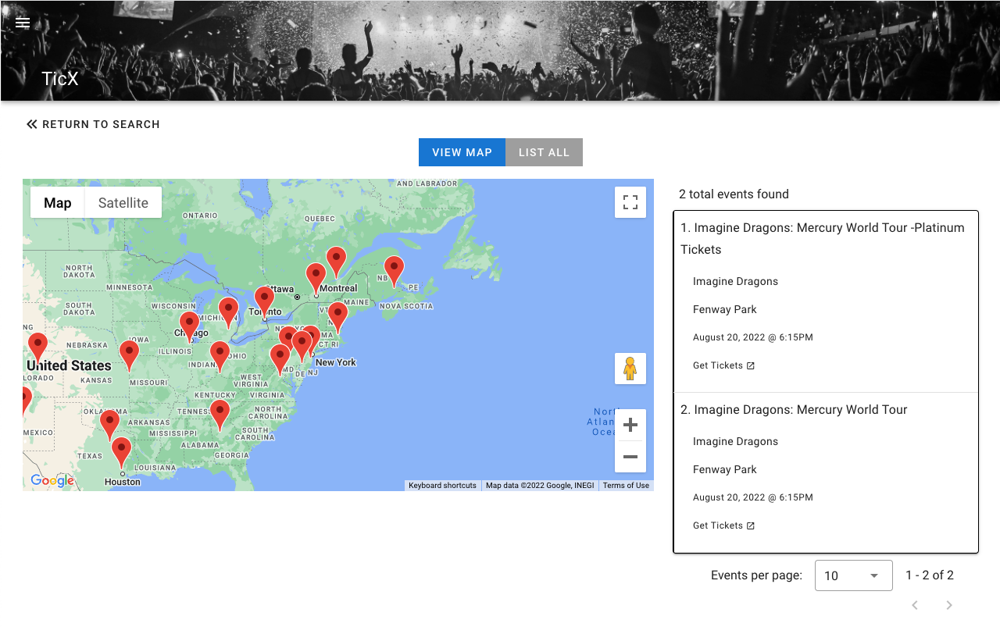 TicX
RETURN TO SEARCH
VIEW MAP
LIST ALL
Map
Satellite
AND LABRADOR
ONTARIO
QUEBEC
NORTH
DAKOTA
MINNESOTA
Ottawa
Montreal
NB
PE
SOUTH
DAKOTA
WISCONSIN
MICHIGAN
Toronto
VT
MAINE
NOVA SCOTIA
Chicago
MA
CT RI
NEBRASKA
IOWA
ILLINOIS
INDIANA
OHIO
New York
United States
MD
DE
NJ
KANSAS
MISSOURI
WEST
VIRGINIA
KENTUCKY
VIRGINIA
OKLAHOMA
ARKANSAS
NORTH
CAROLINA
MISSISSIPPI
SOUTH
CAROLINA
ALABAMA
MEXICO
TEXAS
GEORGIA
LOUISIANA
Houston
Google
Keyboard shortcuts
Map data ©2022 Google, INEGI
Terms of Use
2 total events found
1. Imagine Dragons: Mercury World Tour -Platinum
Tickets
Imagine Dragons
Fenway Park
August 20, 2022 @ 6:15PM
Get Tickets
2. Imagine Dragons: Mercury World Tour
Imagine Dragons
Fenway Park
August 20, 2022 @ 6:15PM
Get Tickets
Events per page:
10
1 - 2 of 2